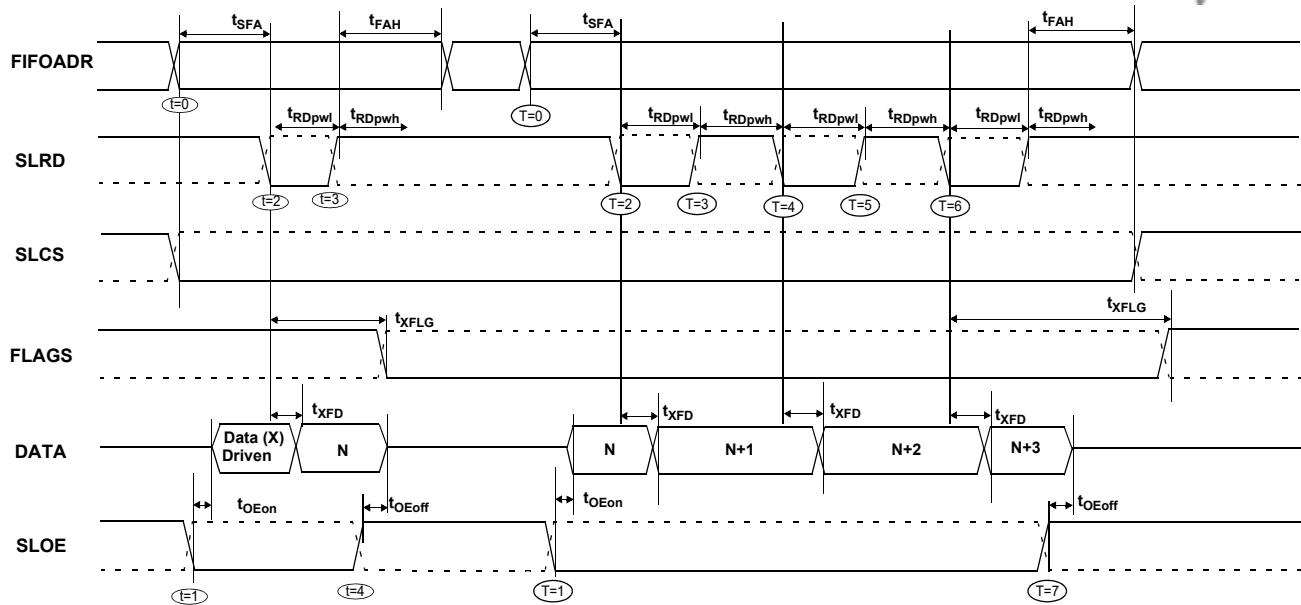 tSFA tFAH tSFA tFAH
FIFOADR
t=0 T=0
tRDpwl tRDpwh tRDpwl tRDpwh tRDpwl tRDpwh tRDpwl tRDpwh
SLRD
t=2 t=3 T=2 T=3 T=4 T=5 T=6
SLCS
tXFLG tXFLG
FLAGS
tXFD tXFD tXFD tXFD
DATA
Data (X)
Driven
N N N+1 N+2 N+3
tOEon tOEoff tOEon tOEoff
SLOE
t=1 t=4 T=1 T=7